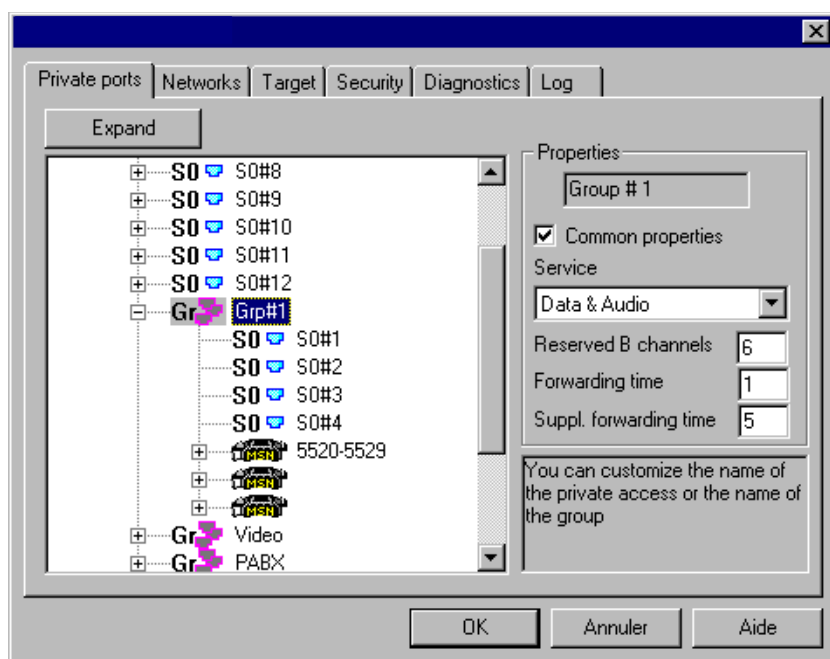 Private ports Networks Target Security Diagnostics Log
Expand
S0 S0#8
S0 S0#9
S0 S0#10
S0 S0#11
S0 S0#12
Gr Grp#1
S0 S0#1
S0 S0#2
S0 S0#3
S0 S0#4
MSN 5520-5529
MSN
MSN
Gr Video
Gr PABX
Properties
Group # 1
Common properties
Service
Data & Audio
Reserved B channels 6
Forwarding time 1
Suppl. forwarding time 5
You can customize the name of
the private access or the name of
the group
OK Annuler Aide